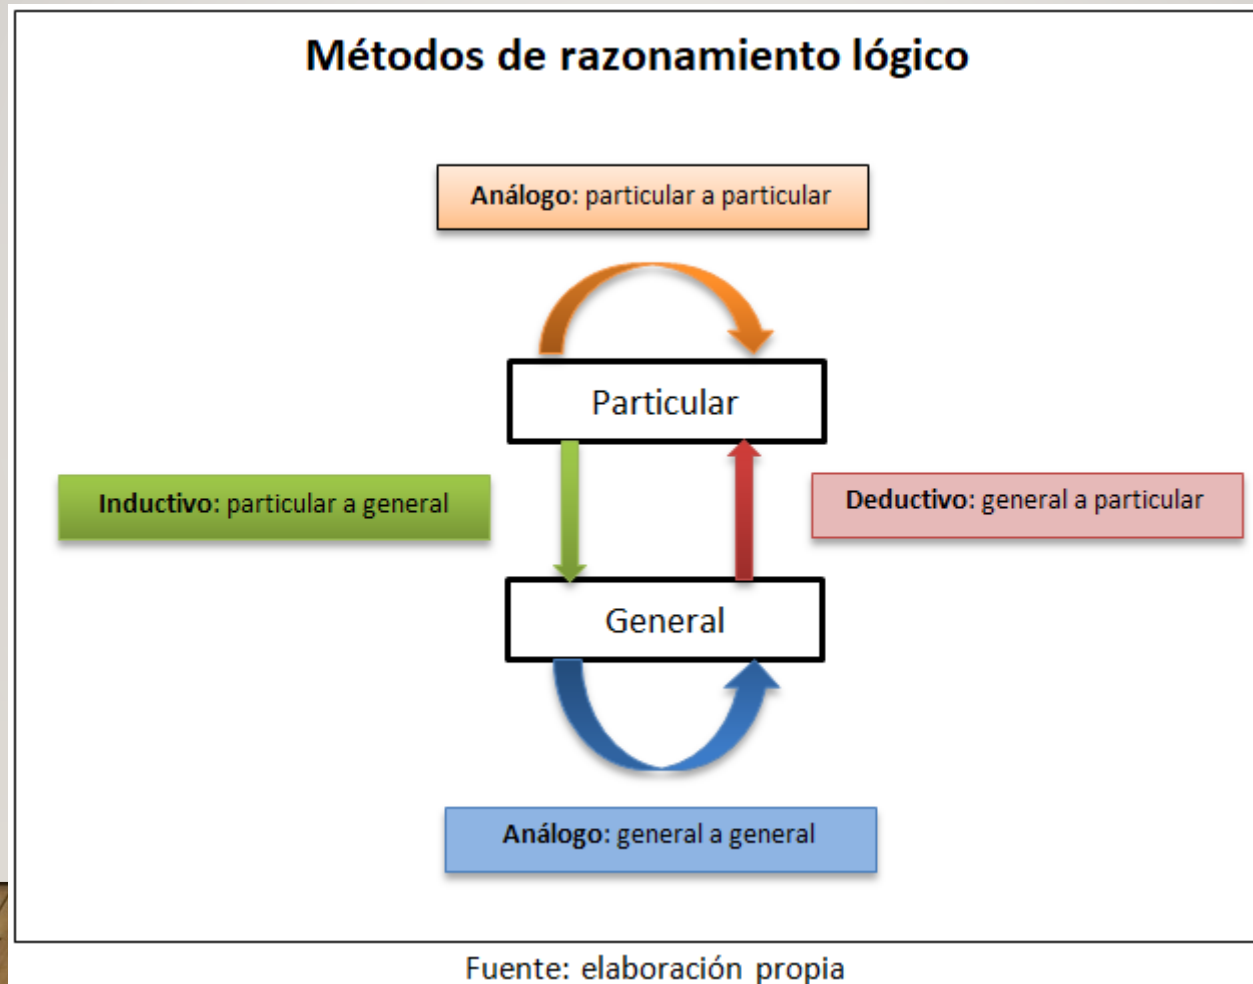 Métodos de razonamiento lógico
Análogo: particular a particular
Particular
Inductivo: particular a general
Deductivo: general a particular
General
Análogo: general a general
Fuente: elaboración propia